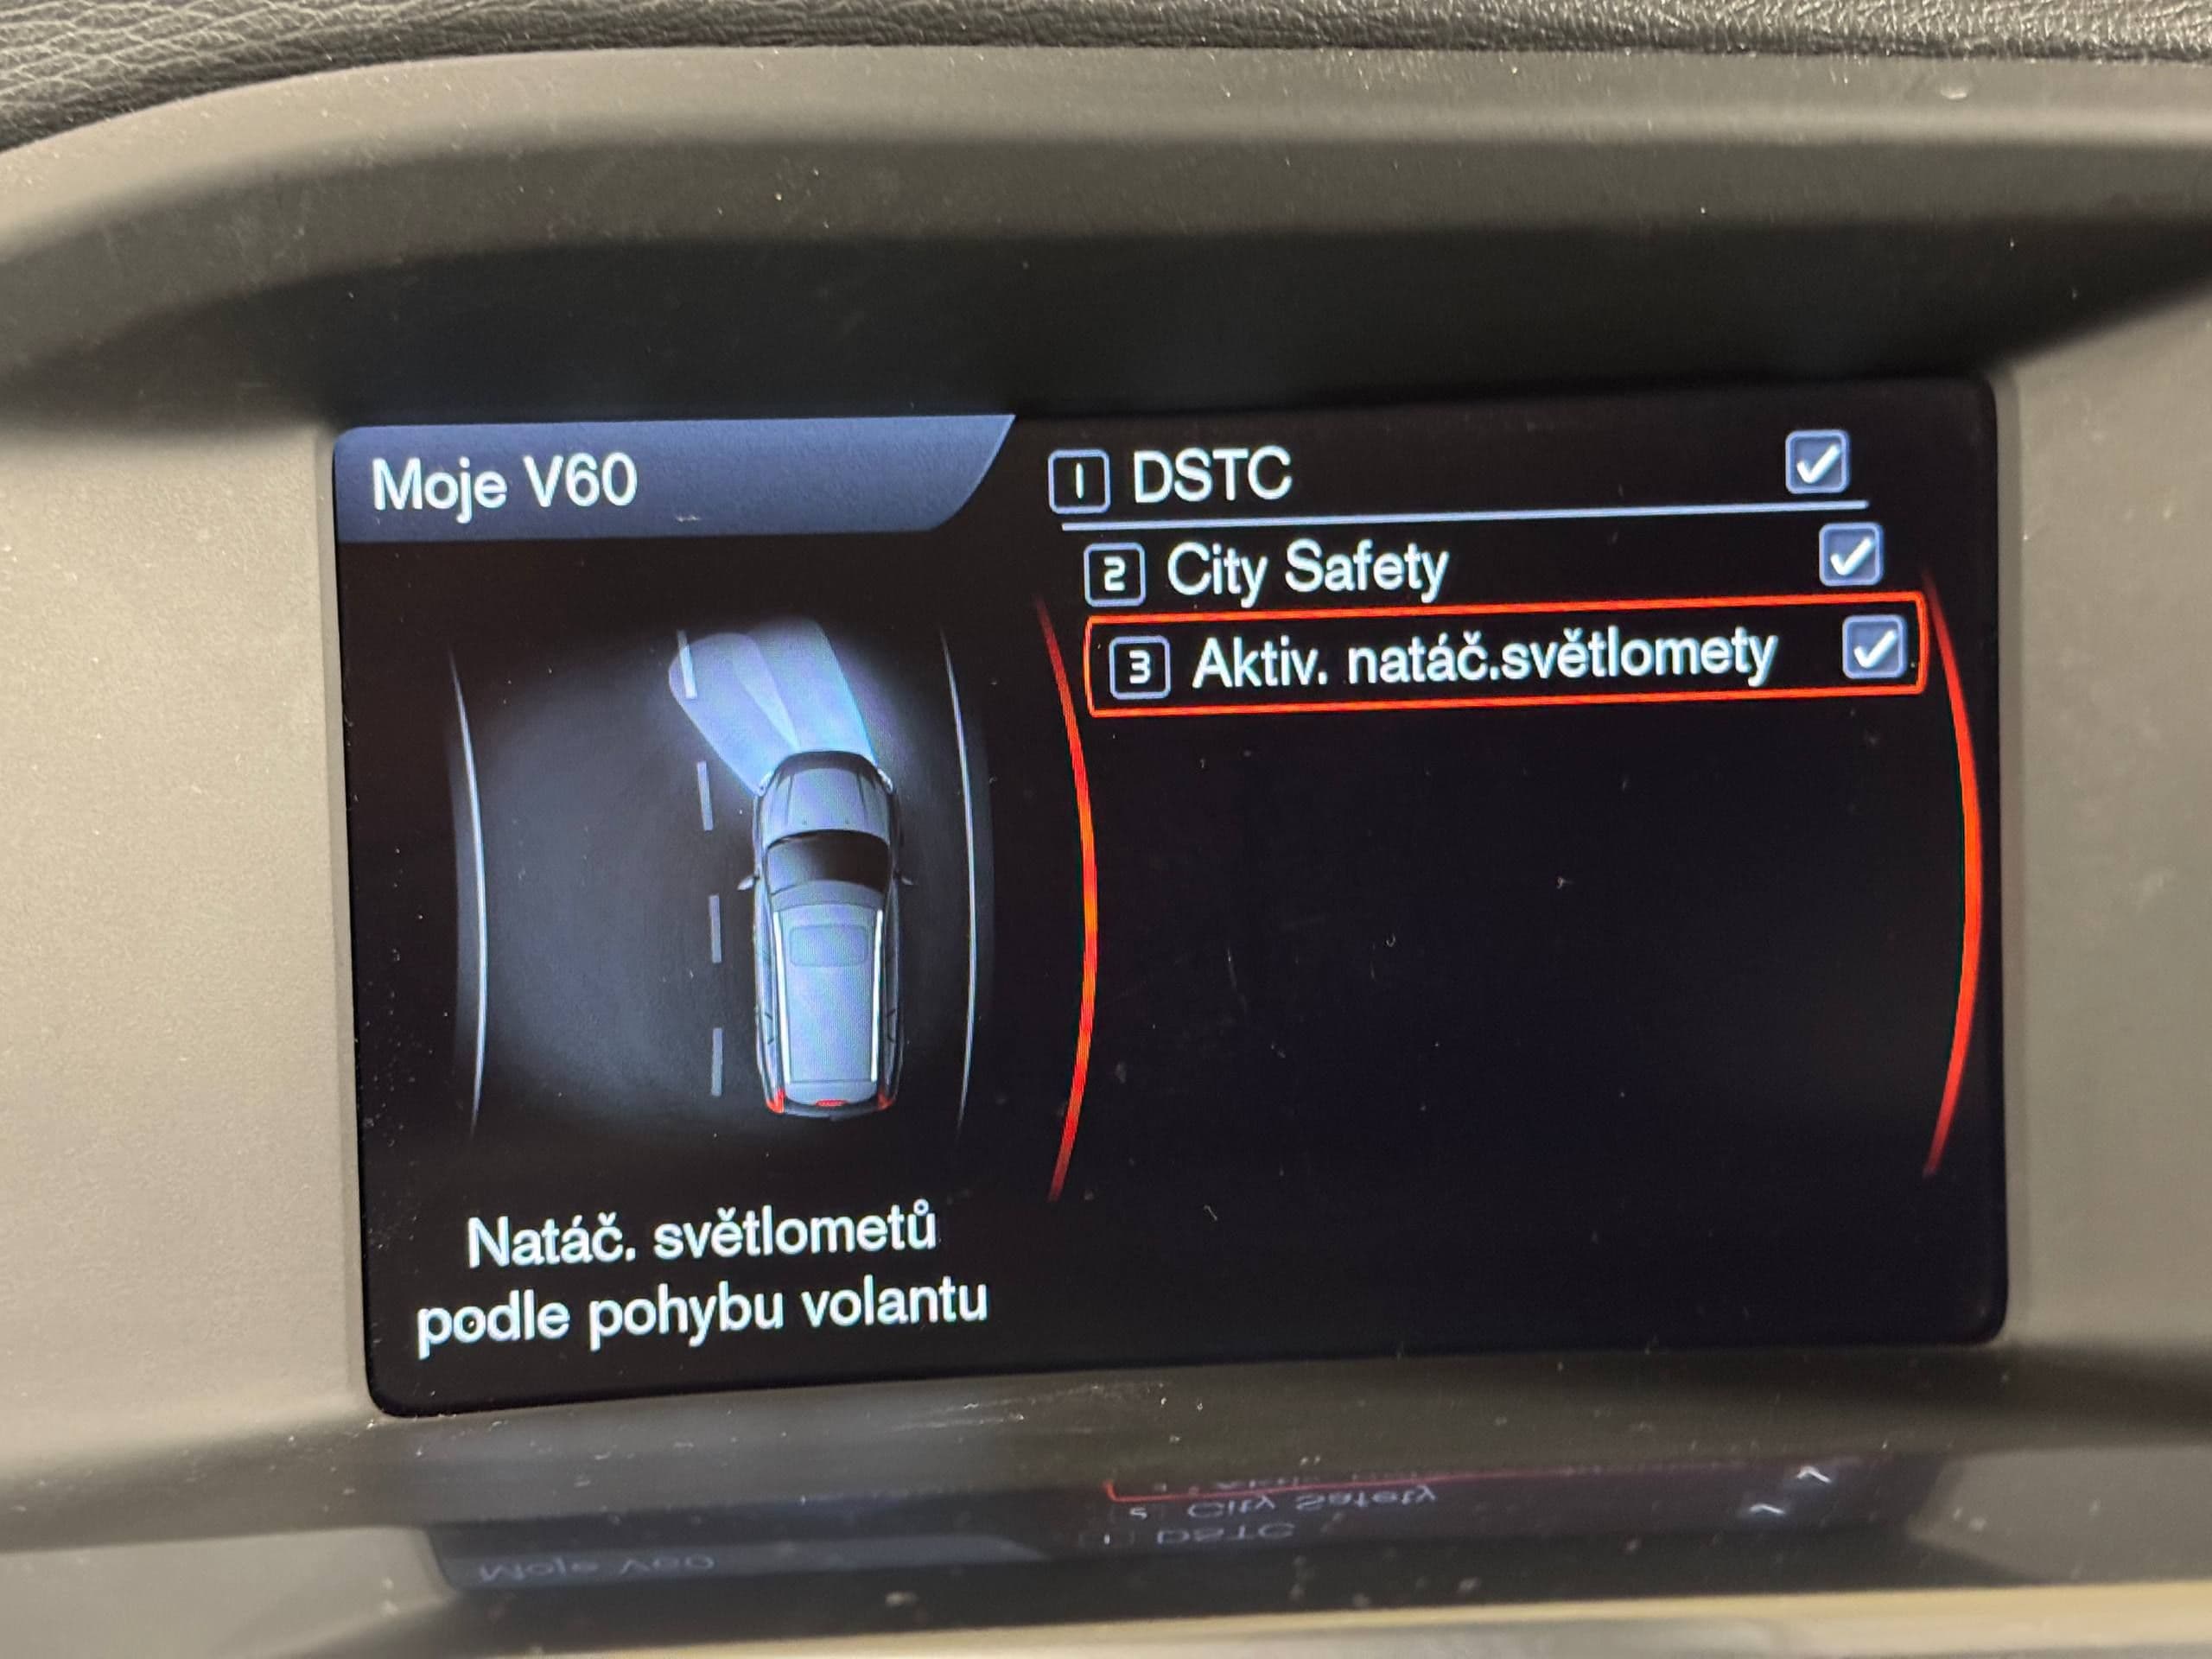 Moje V60
1 DSTC
2 City Safety
3 Aktiv. natáč.světlomety
Natáč. světlometů
podle pohybu volantu